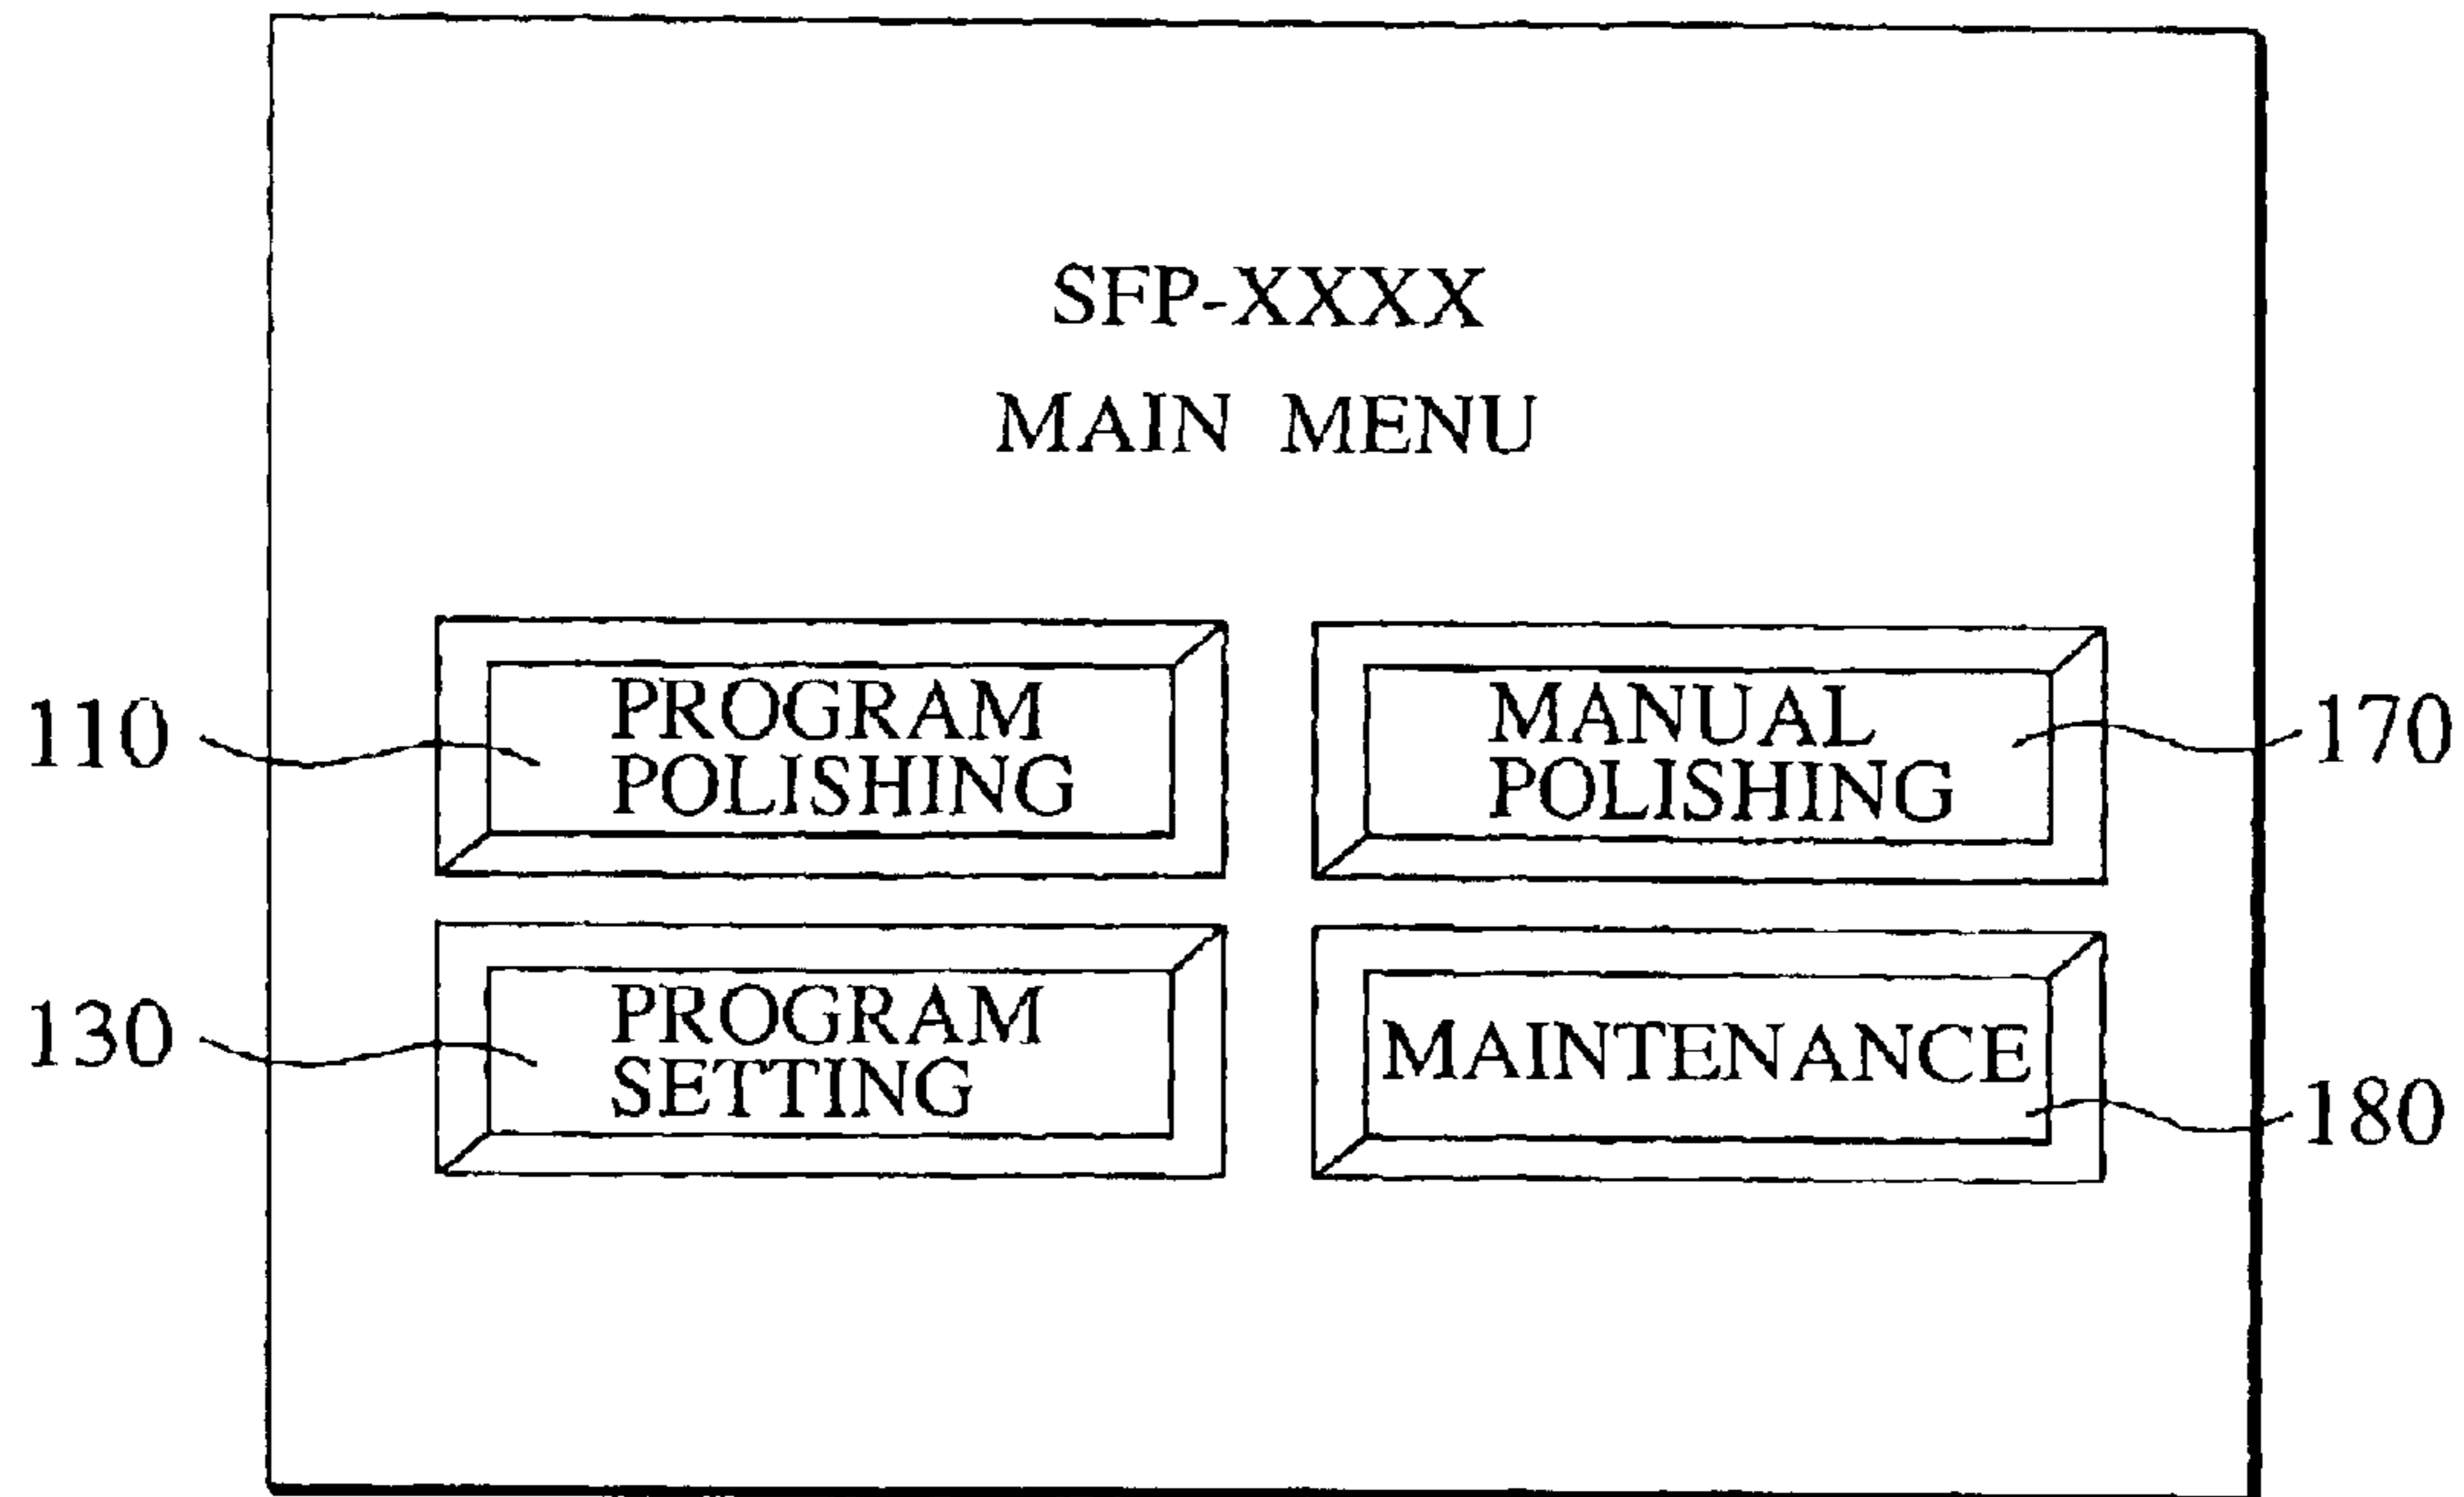 SFP-XXXX
MAIN MENU
110
PROGRAM
POLISHING
MANUAL
POLISHING
170
130
PROGRAM
SETTING
MAINTENANCE
180